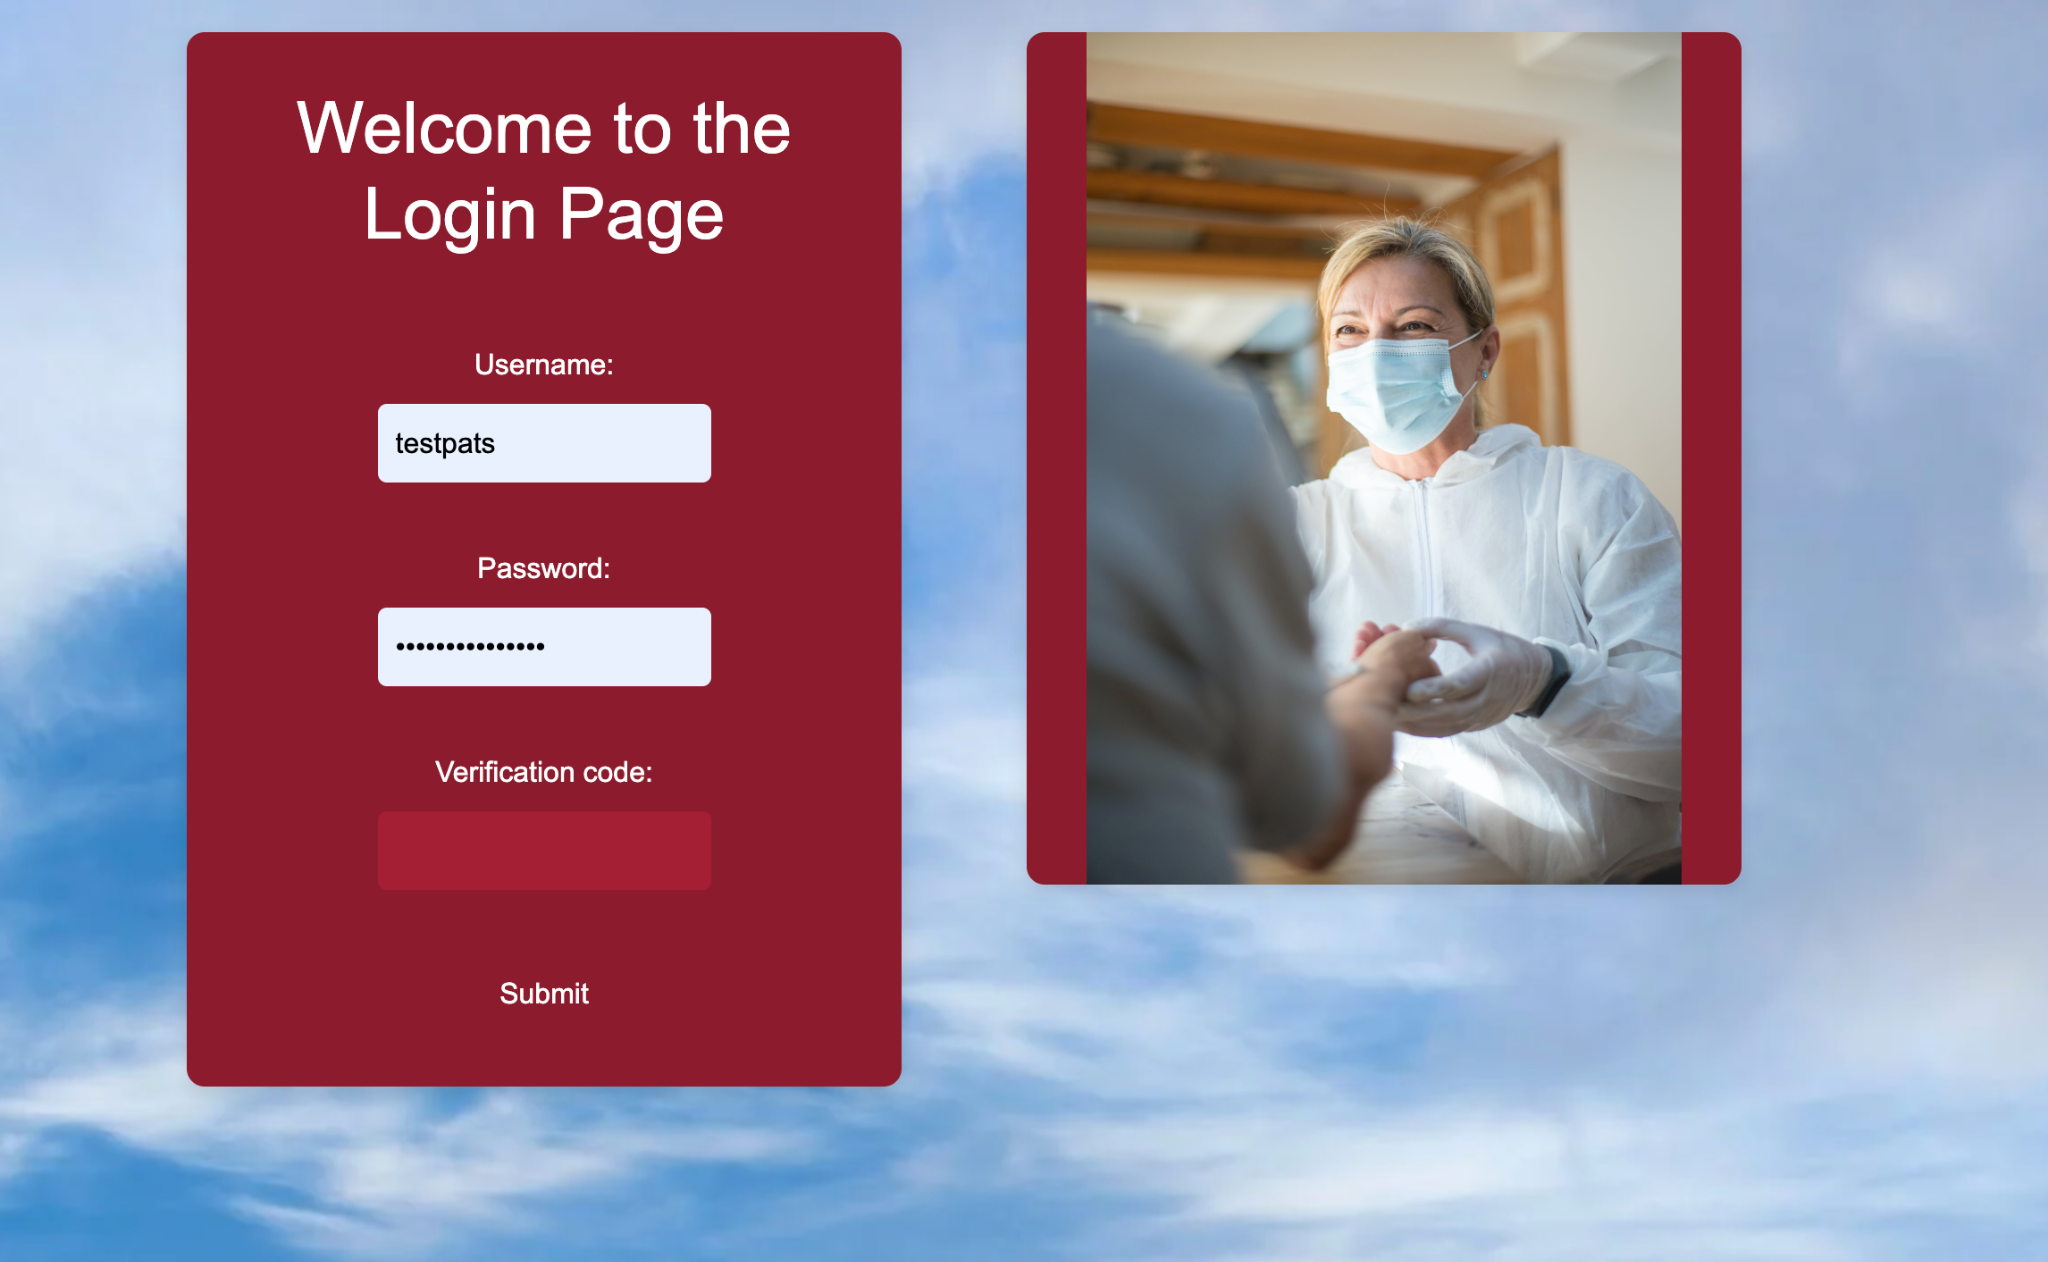 Welcome to the
Login Page
Username:
testpats
Password:
•••••••••••••••
Verification code:
Submit